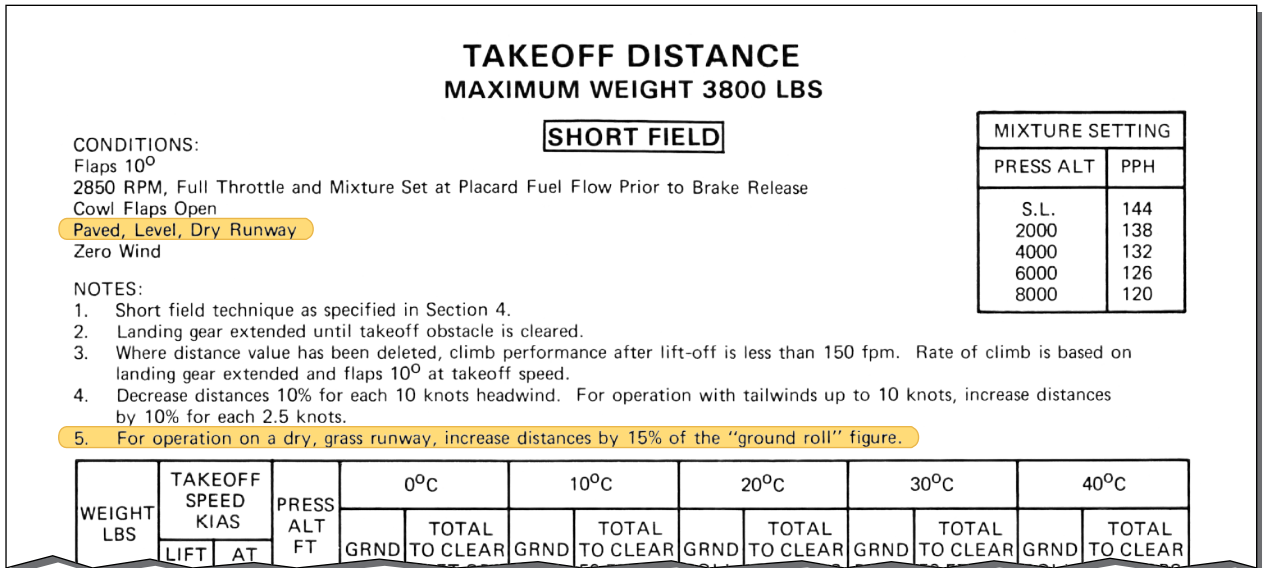 TAKEOFF DISTANCE
MAXIMUM WEIGHT 3800 LBS
SHORT FIELD
CONDITIONS:
Flaps 10°
2850 RPM, Full Throttle and Mixture Set at Placard Fuel Flow Prior to Brake Release
Cowl Flaps Open
Paved, Level, Dry Runway
Zero Wind
MIXTURE SETTING
PRESS ALT PPH
S.L. 144
2000 138
4000 132
6000 126
8000 120
NOTES:
1. Short field technique as specified in Section 4.
2. Landing gear extended until takeoff obstacle is cleared.
3. Where distance value has been deleted, climb performance after lift-off is less than 150 fpm. Rate of climb is based on
landing gear extended and flaps 10° at takeoff speed.
4. Decrease distances 10% for each 10 knots headwind. For operation with tailwinds up to 10 knots, increase distances
by 10% for each 2.5 knots.
5. For operation on a dry, grass runway, increase distances by 15% of the "ground roll" figure.
WEIGHT
LBS
TAKEOFF
SPEED
KIAS
LIFT AT
PRESS
ALT
FT
0°C 10°C 20°C 30°C 40°C
TOTAL TOTAL TOTAL TOTAL TOTAL
GRND TO CLEAR GRND TO CLEAR GRND TO CLEAR GRND TO CLEAR GRND TO CLEAR